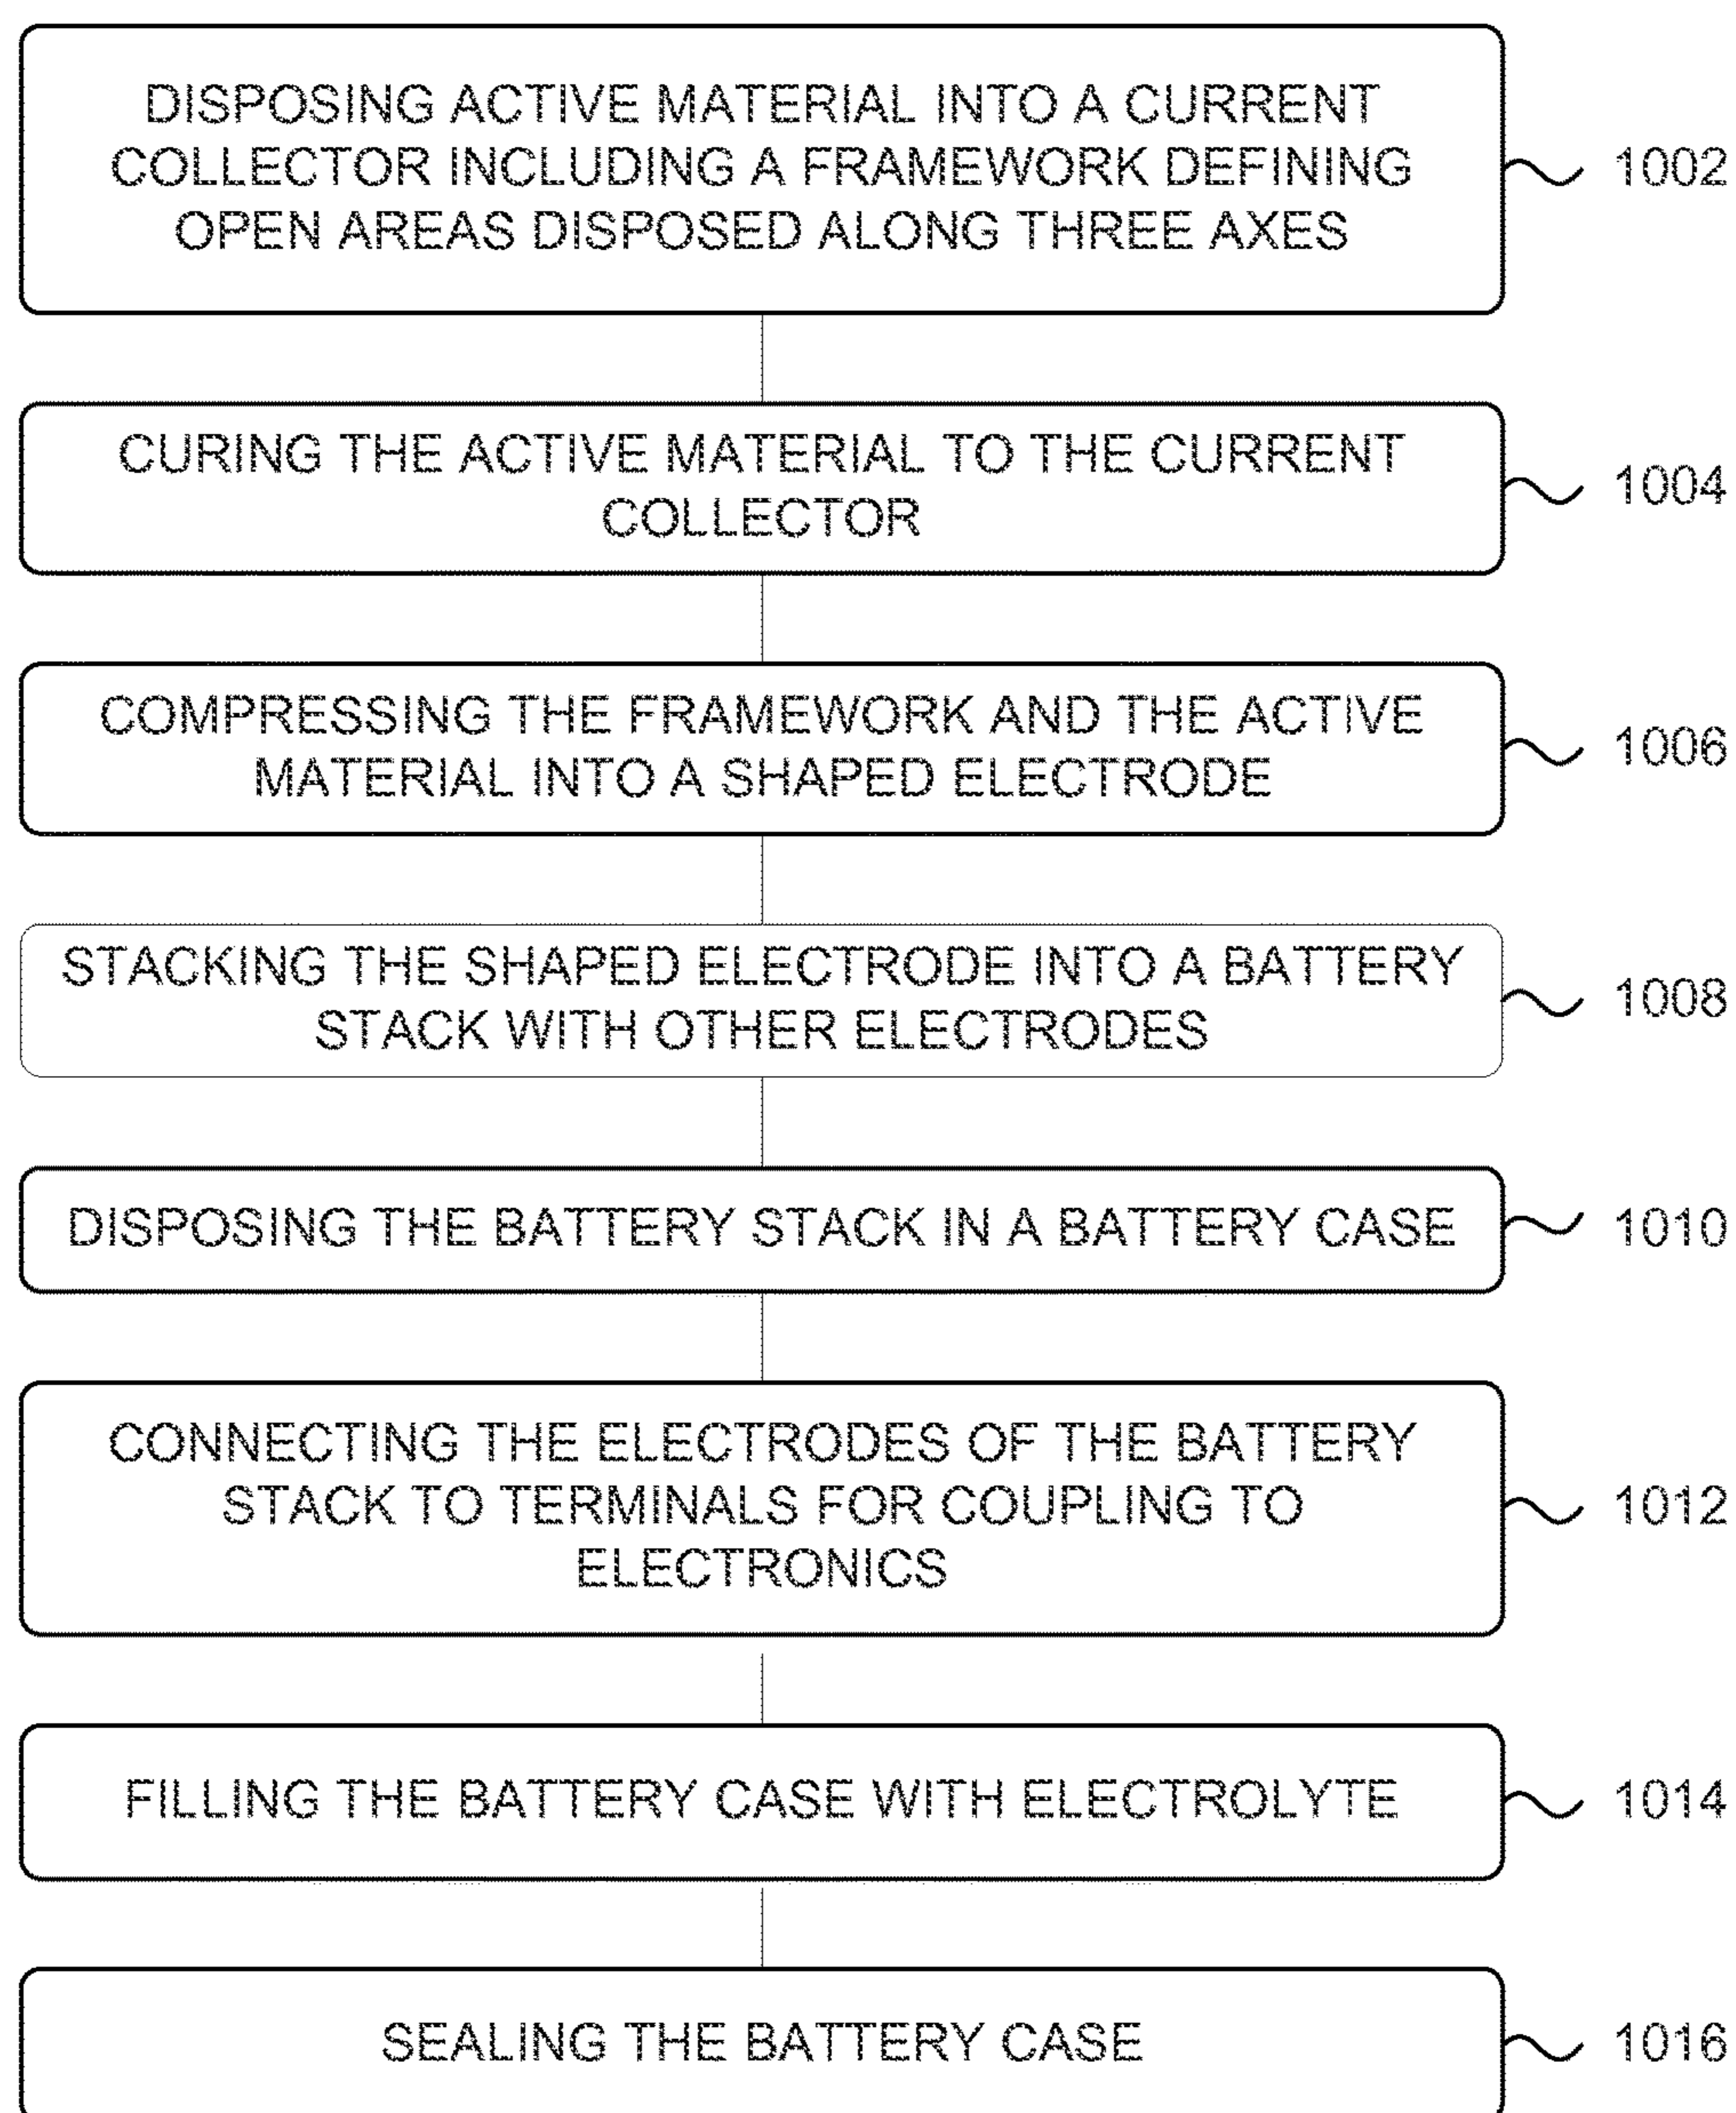 DISPOSING ACTIVE MATERIAL INTO A CURRENT
COLLECTOR INCLUDING A FRAMEWORK DEFINING
OPEN AREAS DISPOSED ALONG THREE AXES
1002
CURING THE ACTIVE MATERIAL TO THE CURRENT
COLLECTOR
1004
COMPRESSING THE FRAMEWORK AND THE ACTIVE
MATERIAL INTO A SHAPED ELECTRODE
1006
STACKING THE SHAPED ELECTRODE INTO A BATTERY
STACK WITH OTHER ELECTRODES
1008
DISPOSING THE BATTERY STACK IN A BATTERY CASE
1010
CONNECTING THE ELECTRODES OF THE BATTERY
STACK TO TERMINALS FOR COUPLING TO
ELECTRONICS
1012
FILLING THE BATTERY CASE WITH ELECTROLYTE
1014
SEALING THE BATTERY CASE
1016